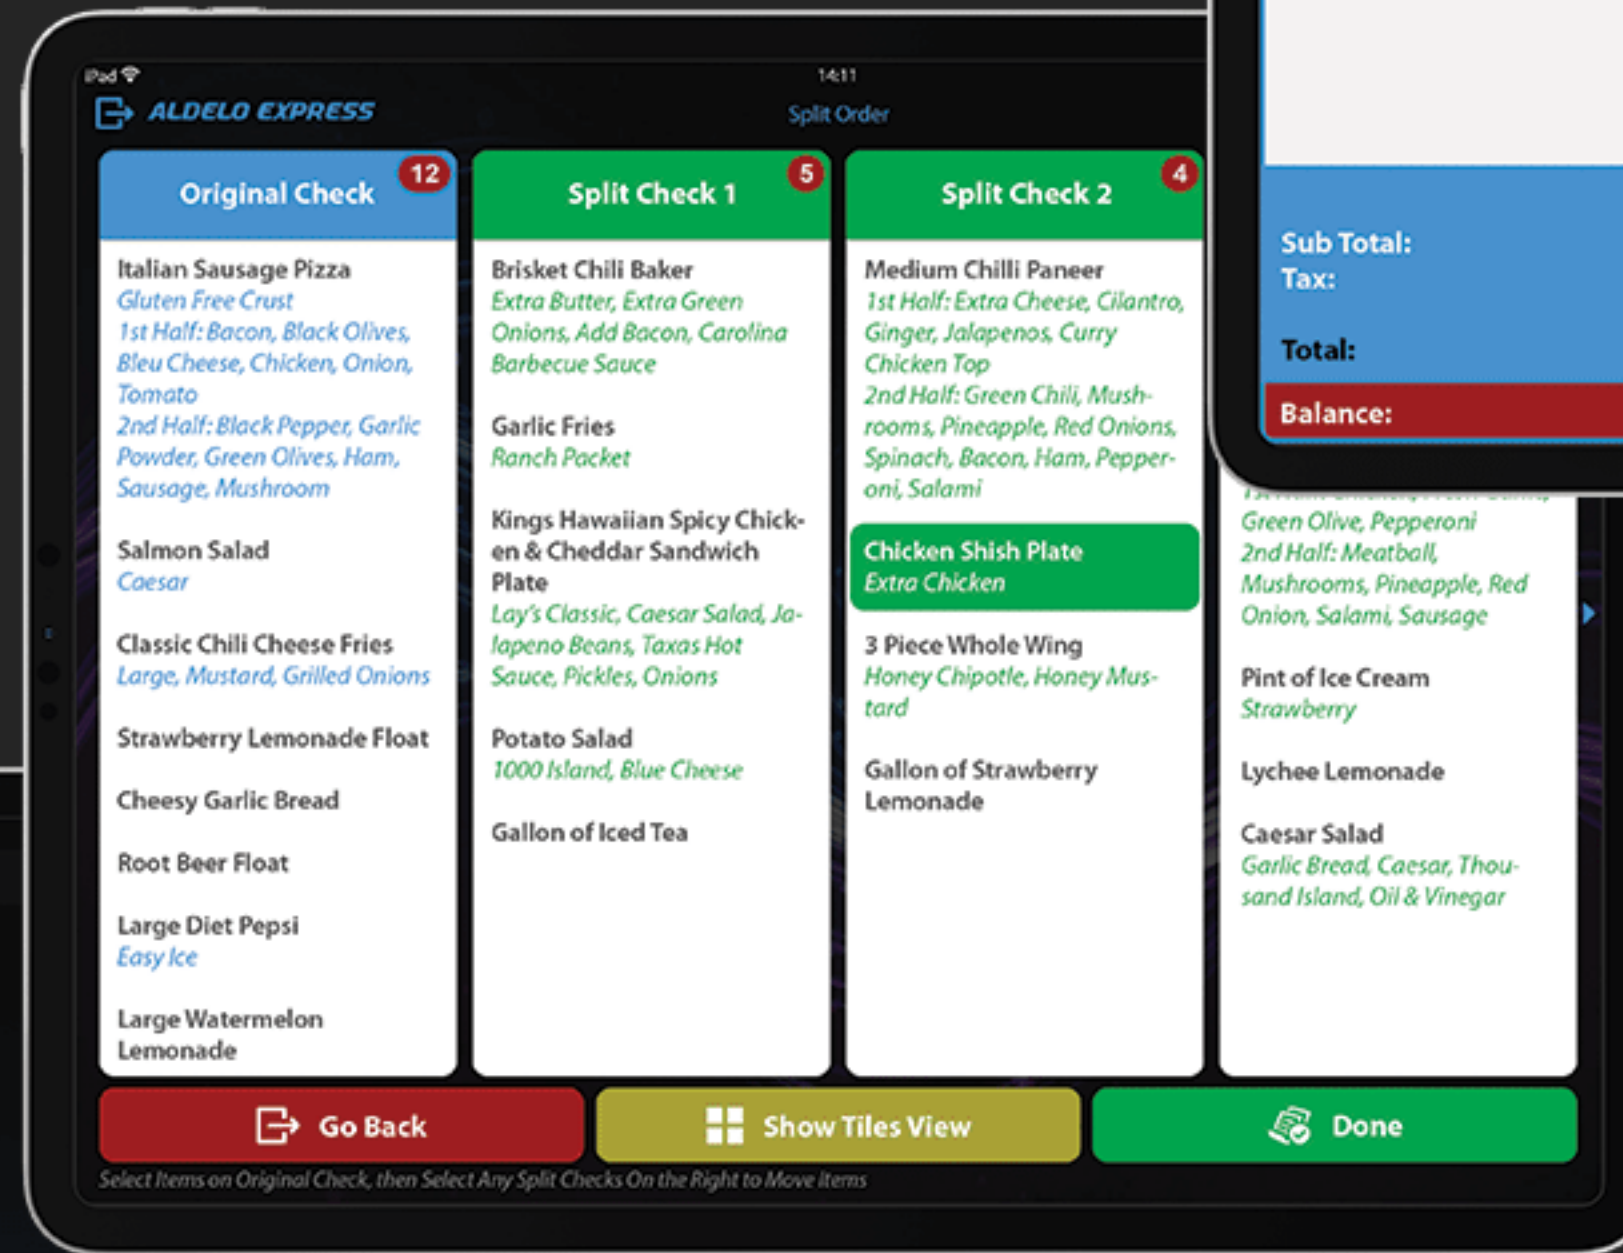 iPad
14:11
ALDELO EXPRESS
Split Order
Original Check
12
Italian Sausage Pizza
Gluten Free Crust
1st Half: Bacon, Black Olives,
Bleu Cheese, Chicken, Onion,
Tomato
2nd Half: Black Pepper, Garlic
Powder, Green Olives, Ham,
Sausage, Mushroom
Salmon Salad
Caesar
Classic Chili Cheese Fries
Large, Mustard, Grilled Onions
Strawberry Lemonade Float
Cheesy Garlic Bread
Root Beer Float
Large Diet Pepsi
Easy Ice
Large Watermelon
Lemonade
Split Check 1
5
Brisket Chili Baker
Extra Butter, Extra Green
Onions, Add Bacon, Carolina
Barbecue Sauce
Garlic Fries
Ranch Packet
Kings Hawaiian Spicy Chick-
en & Cheddar Sandwich
Plate
Lay's Classic, Caesar Salad, Ja-
lapeno Beans, Taxas Hot
Sauce, Pickles, Onions
Potato Salad
1000 Island, Blue Cheese
Gallon of Iced Tea
Split Check 2
4
Medium Chilli Paneer
1st Half: Extra Cheese, Cilantro,
Ginger, Jalapenos, Curry
Chicken Top
2nd Half: Green Chili, Mush-
rooms, Pineapple, Red Onions,
Spinach, Bacon, Ham, Pepper-
oni, Salami
Chicken Shish Plate
Extra Chicken
3 Piece Whole Wing
Honey Chipotle, Honey Mus-
tard
Gallon of Strawberry
Lemonade
Sub Total:
Tax:
Total:
Balance:
Green Olive, Pepperoni
2nd Half: Meatball,
Mushrooms, Pineapple, Red
Onion, Salami, Sausage
Pint of Ice Cream
Strawberry
Lychee Lemonade
Caesar Salad
Garlic Bread, Caesar, Thou-
sand Island, Oil & Vinegar
Go Back
Show Tiles View
Done
Select Items on Original Check, then Select Any Split Checks On the Right to Move Items